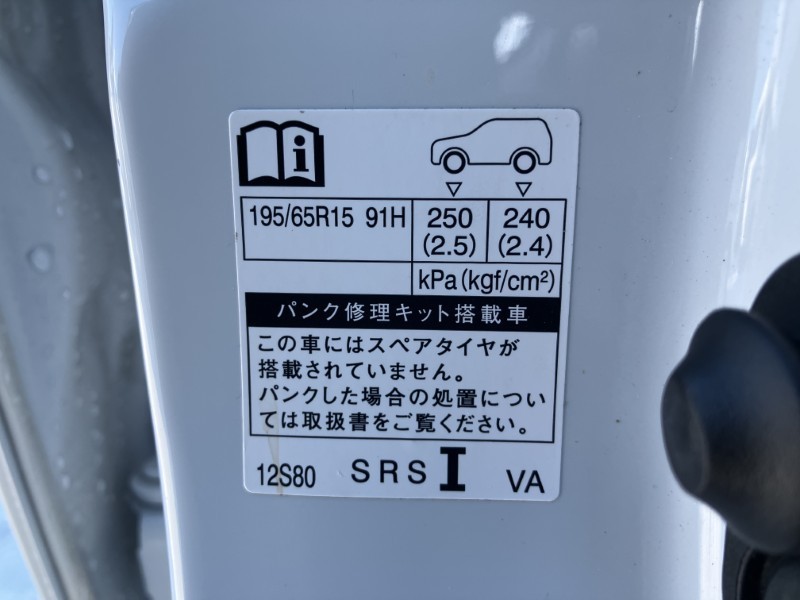 195/65R15 91H 250 240
(2.5) (2.4)
kPa(kgf/cm²)
パンク修理キット搭載車
この車にはスペアタイヤが
搭載されていません。
パンクした場合の処置につい
ては取扱書をご覧ください。
12S80 SRS I VA